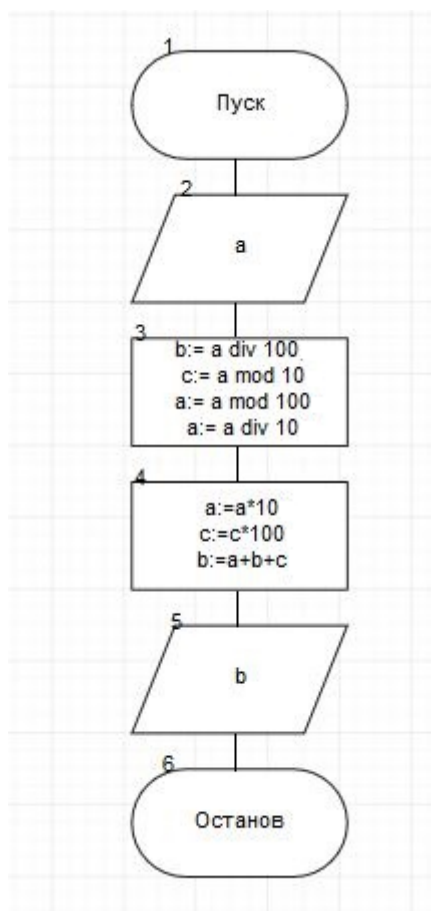 1
Пуск
2
a
3
b:= a div 100
c:= a mod 10
a:= a mod 100
a:= a div 10
4
a:=a*10
c:=c*100
b:=a+b+c
5
b
6
Останов